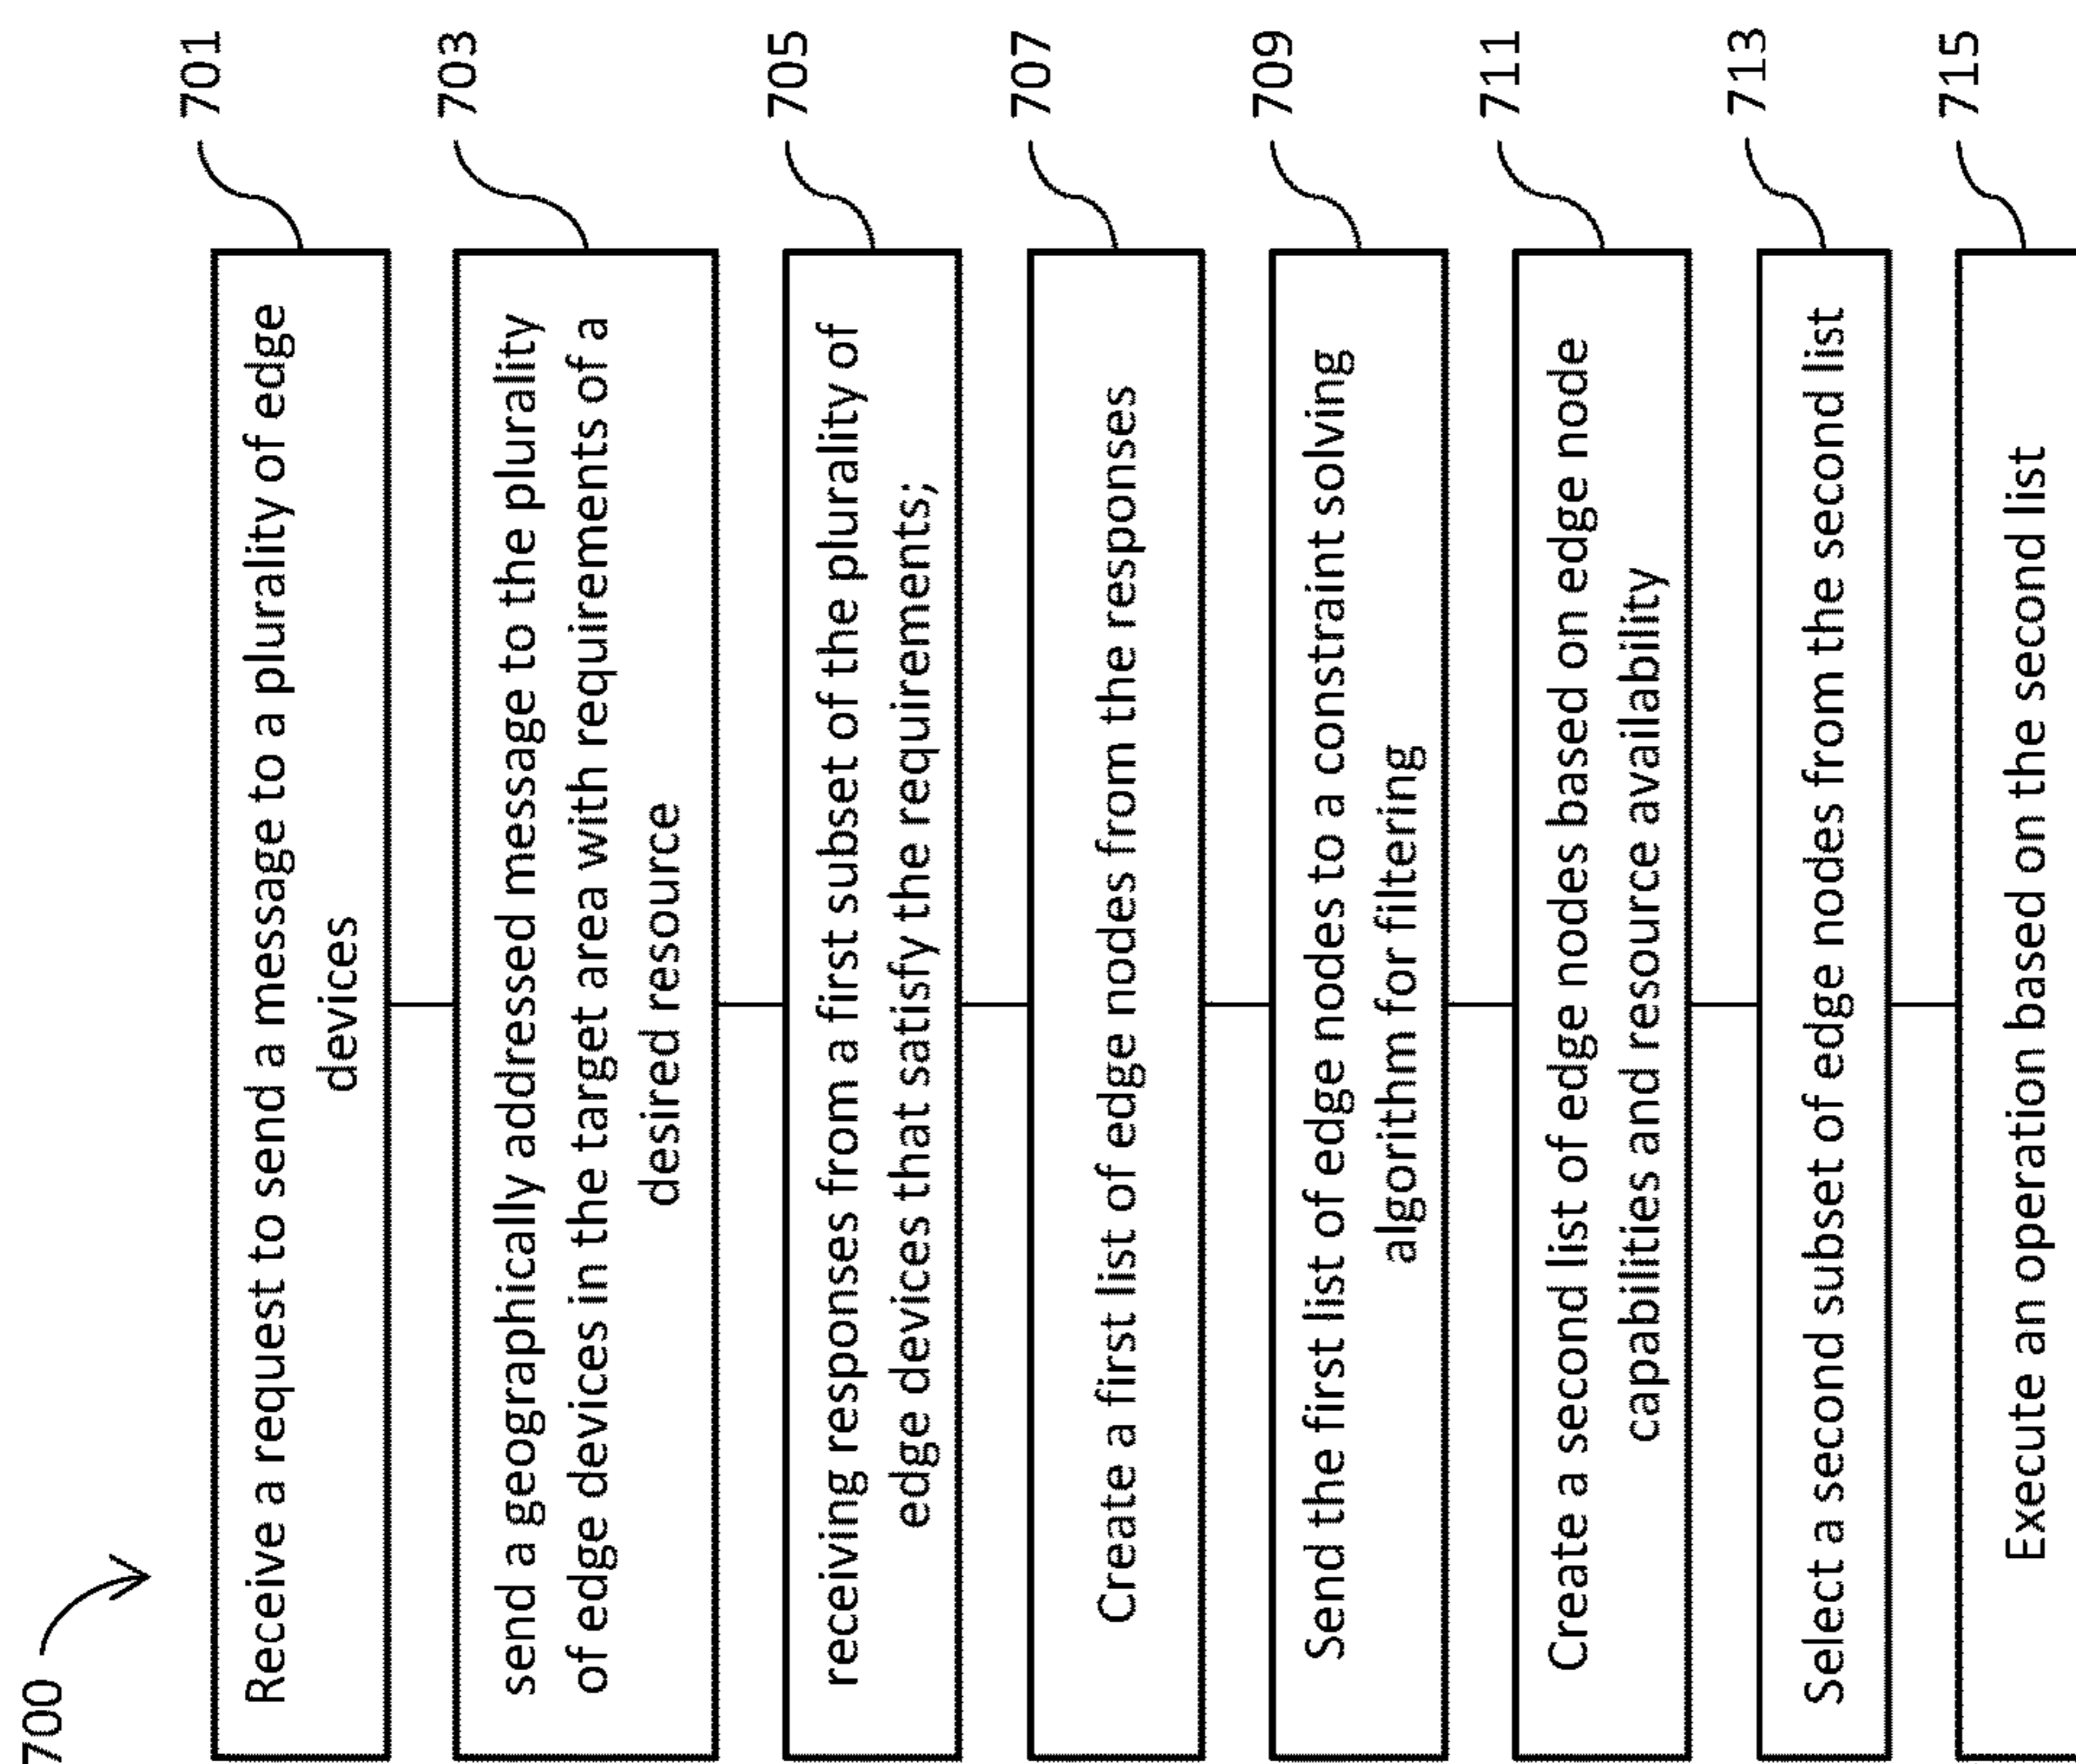 700
701
Receive a request to send a message to a plurality of edge
devices
703
send a geographically addressed message to the plurality
of edge devices in the target area with requirements of a
desired resource
705
receiving responses from a first subset of the plurality of
edge devices that satisfy the requirements;
707
Create a first list of edge nodes from the responses
709
Send the first list of edge nodes to a constraint solving
algorithm for filtering
711
Create a second list of edge nodes based on edge node
capabilities and resource availability
713
Select a second subset of edge nodes from the second list
715
Execute an operation based on the second list